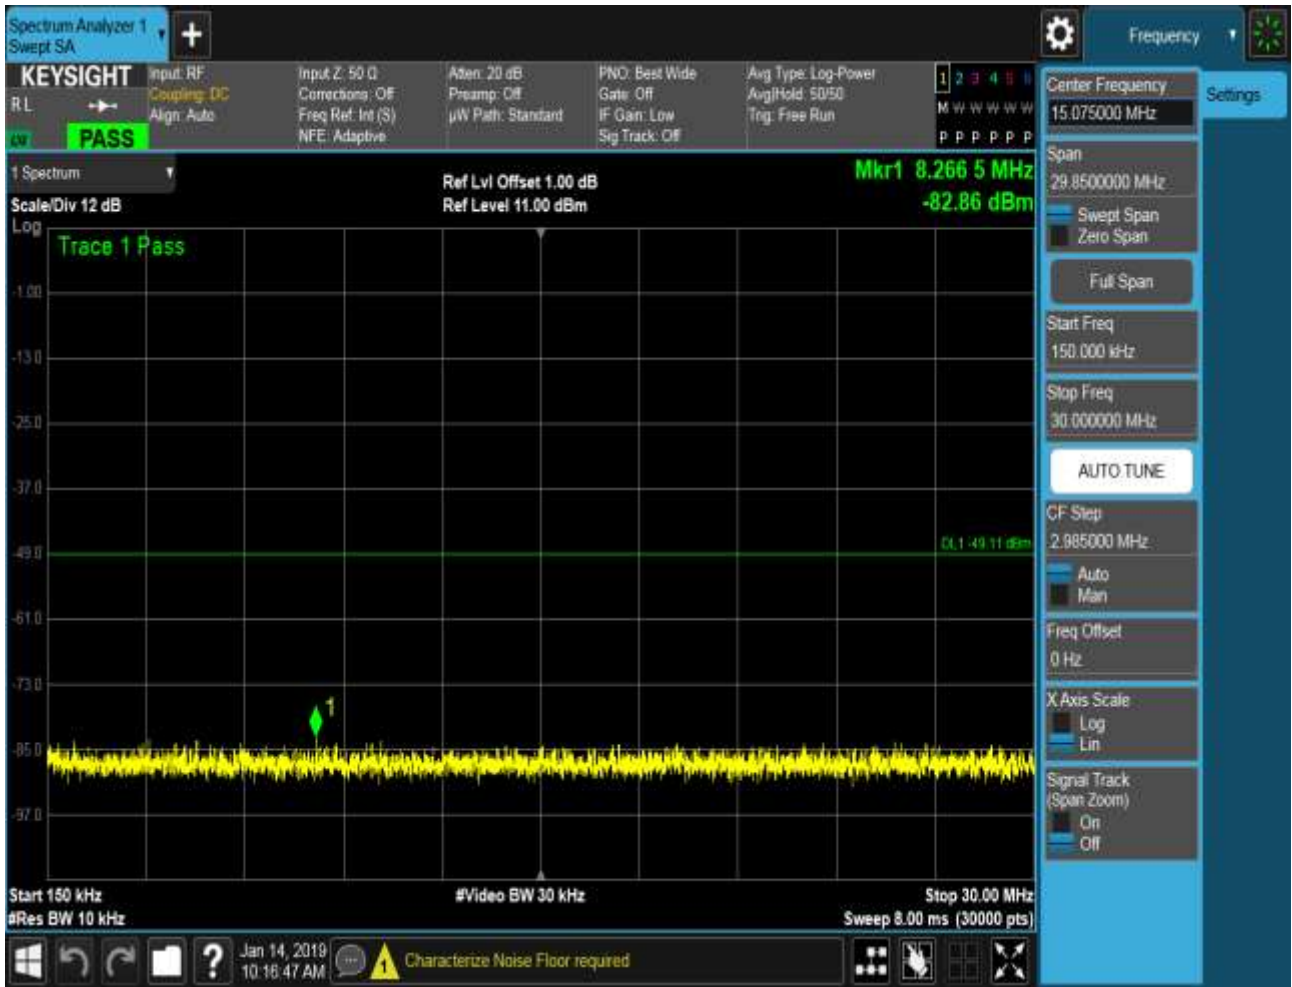 Spectrum Analyzer 1
Swept SA
+
Frequency
KEYSIGHT
Input: RF
Coupling: DC
Align: Auto
Input Z: 50 Ω
Corrections: Off
Freq Ref: Int (S)
NFE: Adaptive
Atten: 20 dB
Preamp: Off
µW Path: Standard
PNO: Best Wide
Gate: Off
IF Gain: Low
Sig Track: Off
Avg Type: Log-Power
Avg|Hold: 50/50
Trig: Free Run
1 2 3 4 5 6
M W W W W W
P P P P P P
R L
PASS
1 Spectrum
Scale/Div 12 dB
Log
Ref Lvl Offset 1.00 dB
Ref Level 11.00 dBm
Mkr1 8.266 5 MHz
-82.86 dBm
Trace 1 Pass
-1.00
-13.0
-25.0
-37.0
-49.0
-61.0
-73.0
-85.0
-97.0
DL1 -49.11 dBm
1
Start 150 kHz
#Res BW 10 kHz
#Video BW 30 kHz
Stop 30.00 MHz
Sweep 8.00 ms (30000 pts)
Center Frequency
15.075000 MHz
Settings
Span
29.8500000 MHz
Swept Span
Zero Span
Full Span
Start Freq
150.000 kHz
Stop Freq
30.000000 MHz
AUTO TUNE
CF Step
2.985000 MHz
Auto
Man
Freq Offset
0 Hz
X Axis Scale
Log
Lin
Signal Track
(Span Zoom)
On
Off
?
Jan 14, 2019
10:16:47 AM
1
Characterize Noise Floor required